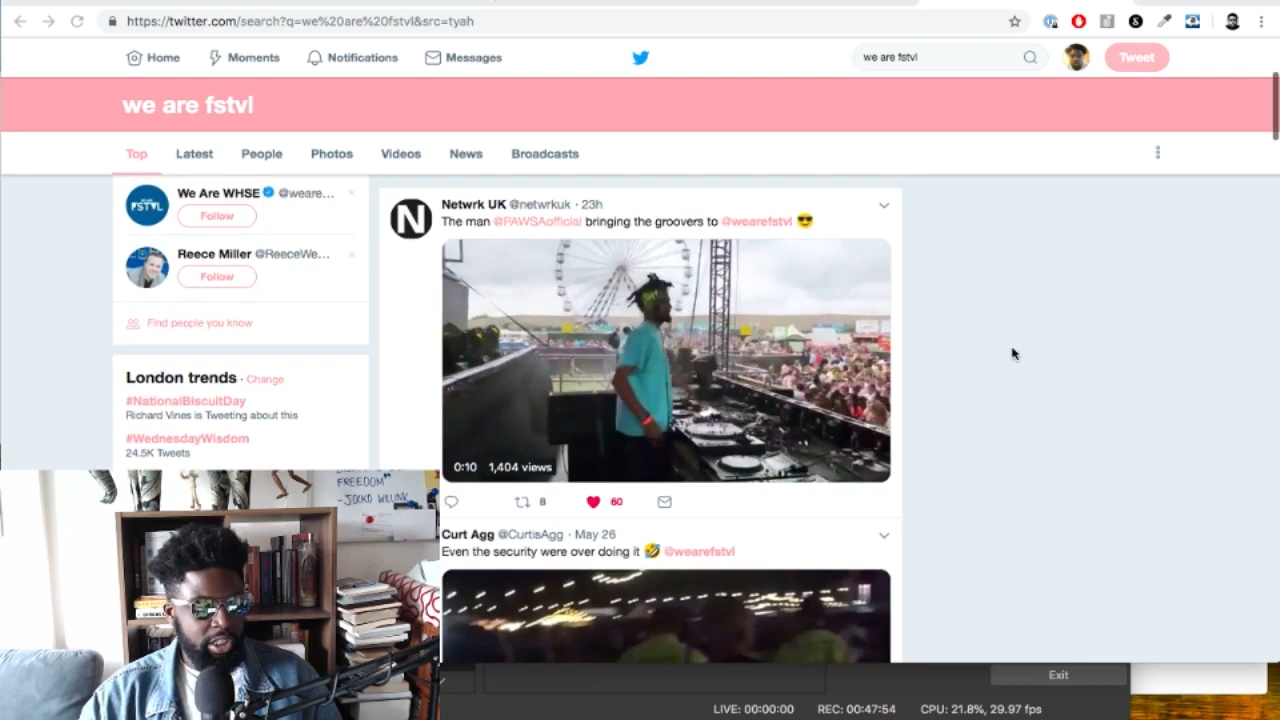 https://twitter.com/search?q=we%20are%20fstvl&src=tyah
Home
Moments
Notifications
Messages
we are fstvl
Tweet
we are fstvl
Top
Latest
People
Photos
Videos
News
Broadcasts
FSTVL
We Are WHSE @weare...
Follow
Reece Miller @ReeceWe...
Follow
Find people you know
London trends · Change
#NationalBiscuitDay
Richard Vines is Tweeting about this
#WednesdayWisdom
24.5K Tweets
N
Netwrk UK @netwrkuk · 23h
The man @PAWSAofficial bringing the groovers to @wearefstvl 😎
0:10 1,404 views
8
60
Curt Agg @CurtisAgg · May 26
Even the security were over doing it 🤣 @wearefstvl
FREEDOM"
-JOCKO WILLINK
Exit
LIVE: 00:00:00
REC: 00:47:54
CPU: 21.8%, 29.97 fps